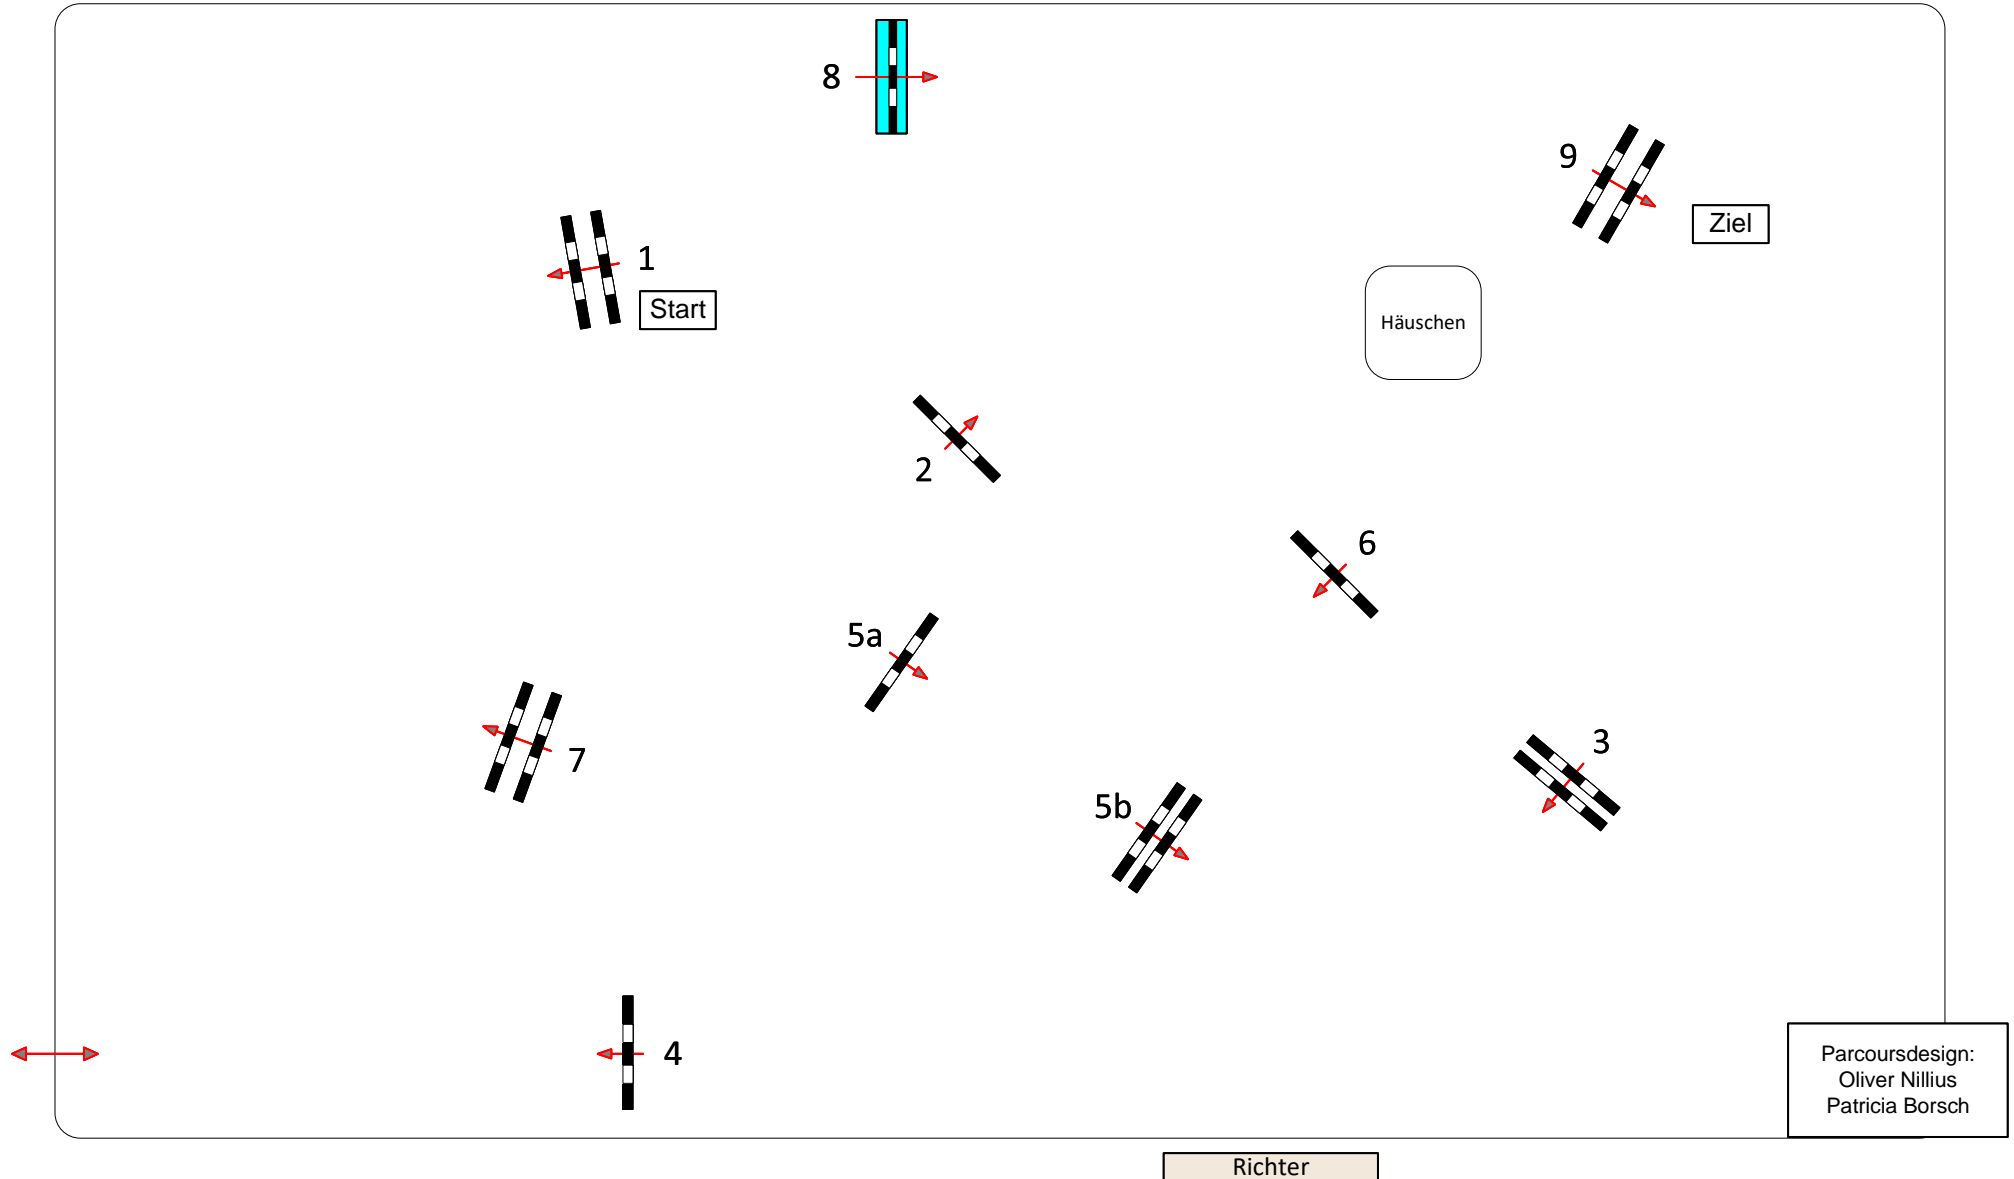 8
9
Ziel
1
Start
Häuschen
2
6
5a
3
7
5b
4
Parcoursdesign:
Oliver Nillius
Patricia Borsch
Richter